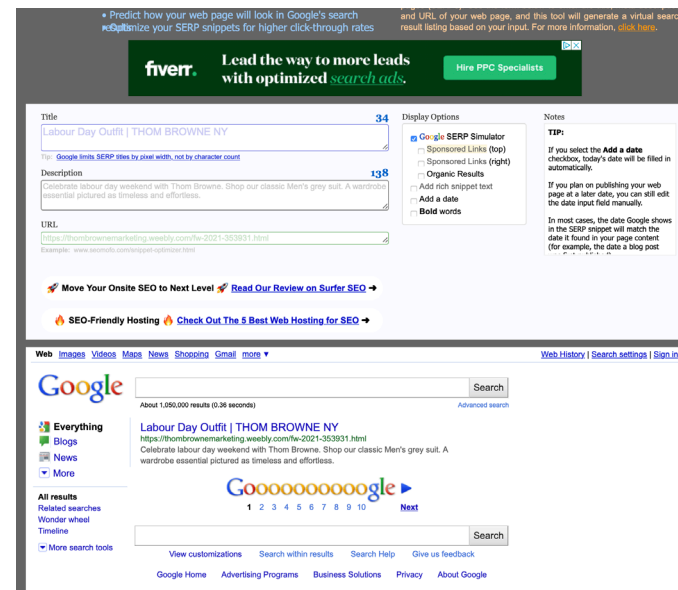 • Predict how your web page will look in Google's search
results
• Optimize your SERP snippets for higher click-through rates
and URL of your web page, and this tool will generate a virtual searc
result listing based on your input. For more information, click here.
fiverr.
Lead the way to more leads
with optimized search ads.
Hire PPC Specialists
Title
34
Labour Day Outfit | THOM BROWNE NY
Tip: Google limits SERP titles by pixel width, not by character count
Description
138
Celebrate labour day weekend with Thom Browne. Shop our classic Men's grey suit. A wardrobe
essential pictured as timeless and effortless.
URL
https://thombrownemarketing.weebly.com/fw-2021-353931.html
Example: www.seomofo.com/snippet-optimizer.html
Display Options
Google SERP Simulator
Sponsored Links (top)
Sponsored Links (right)
Organic Results
Add rich snippet text
Add a date
Bold words
Notes
TIP:
If you select the Add a date
checkbox, today's date will be filled in
automatically.
If you plan on publishing your web
page at a later date, you can still edit
the date input field manually.
In most cases, the date Google shows
in the SERP snippet will match the
date it found in your page content
(for example, the date a blog post
🚀 Move Your Onsite SEO to Next Level 🚀 Read Our Review on Surfer SEO ➔
🔥 SEO-Friendly Hosting 🔥 Check Out The 5 Best Web Hosting for SEO ➔
Web Images Videos Maps News Shopping Gmail more ▼
Web History | Search settings | Sign in
Google
Search
About 1,050,000 results (0.36 seconds)
Advanced search
Everything
Blogs
News
More
All results
Related searches
Wonder wheel
Timeline
More search tools
Labour Day Outfit | THOM BROWNE NY
https://thombrownemarketing.weebly.com/fw-2021-353931.html
Celebrate labour day weekend with Thom Browne. Shop our classic Men's grey suit. A
wardrobe essential pictured as timeless and effortless.
Gooooooooogle
1 2 3 4 5 6 7 8 9 10 Next
Search
View customizations Search within results Search Help Give us feedback
Google Home Advertising Programs Business Solutions Privacy About Google